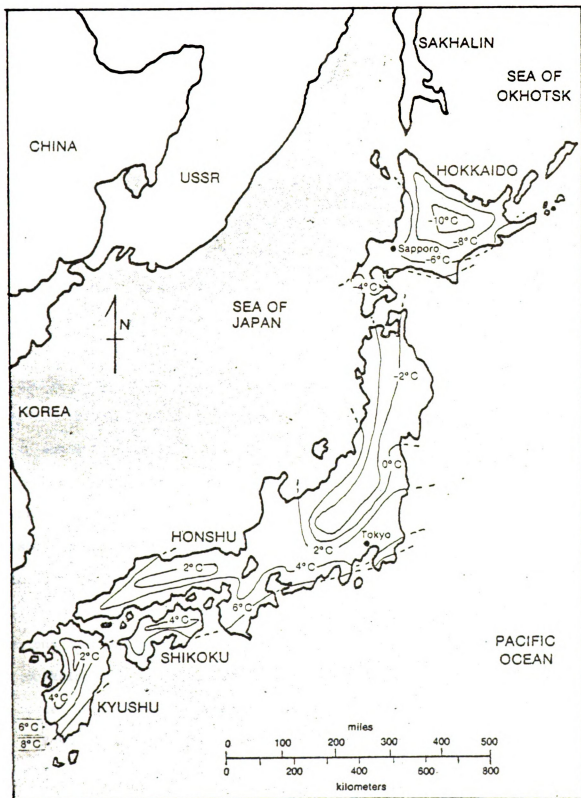 SAKHALIN
SEA OF
OKHOTSK
CHINA
USSR
HOKKAIDO
-10°C
-8°C
Sapporo
-6°C
-4°C
SEA OF
JAPAN
N
-2°C
KOREA
0°C
HONSHU
Tokyo
2°C
2°C
4°C
6°C
4°C
2°C
SHIKOKU
PACIFIC
OCEAN
4°C
KYUSHU
6°C
8°C
miles
0 100 200 300 400 500
0 200 400 600 800
kilometers